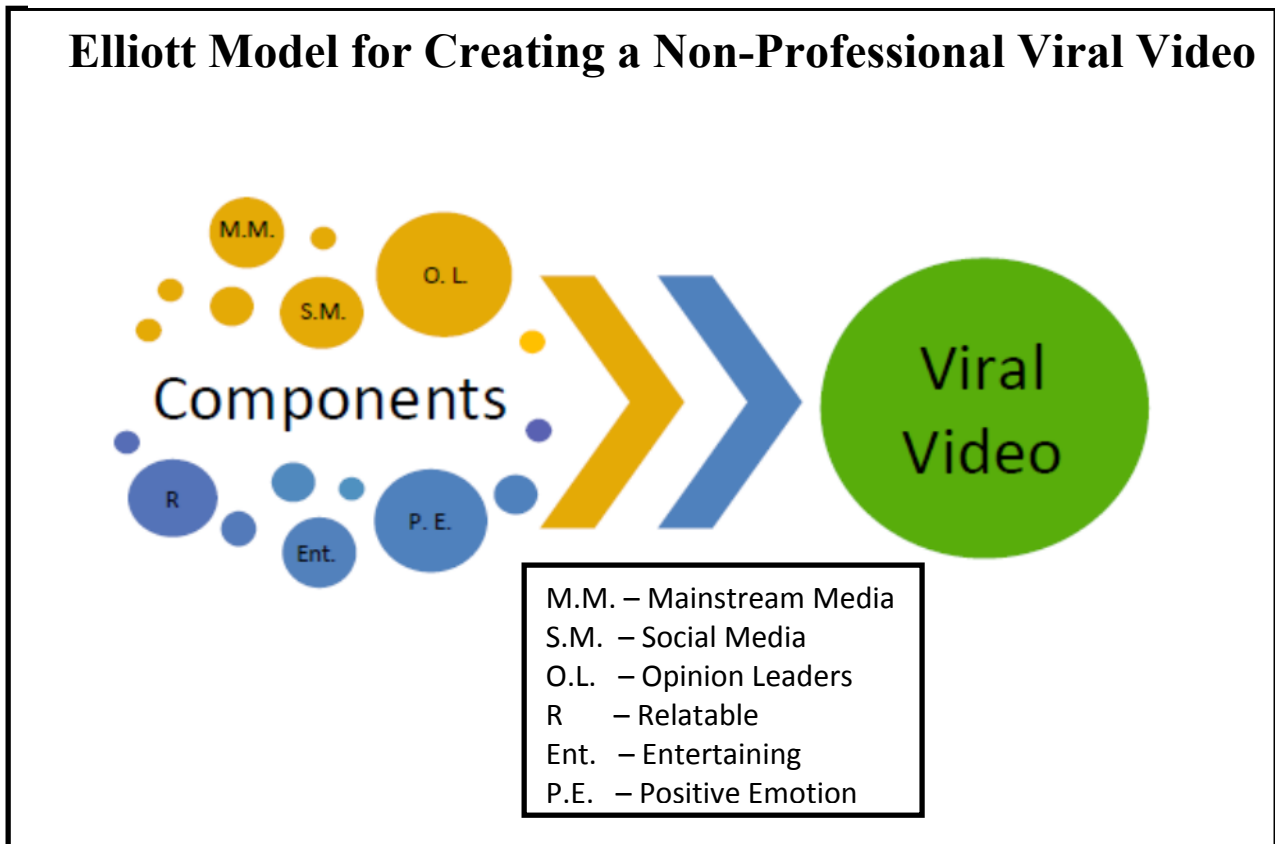 Elliott Model for Creating a Non-Professional Viral Video
M.M.
O. L.
S.M.
Components
R
P. E.
Ent.
Viral
Video
M.M. – Mainstream Media
S.M. – Social Media
O.L. – Opinion Leaders
R – Relatable
Ent. – Entertaining
P.E. – Positive Emotion